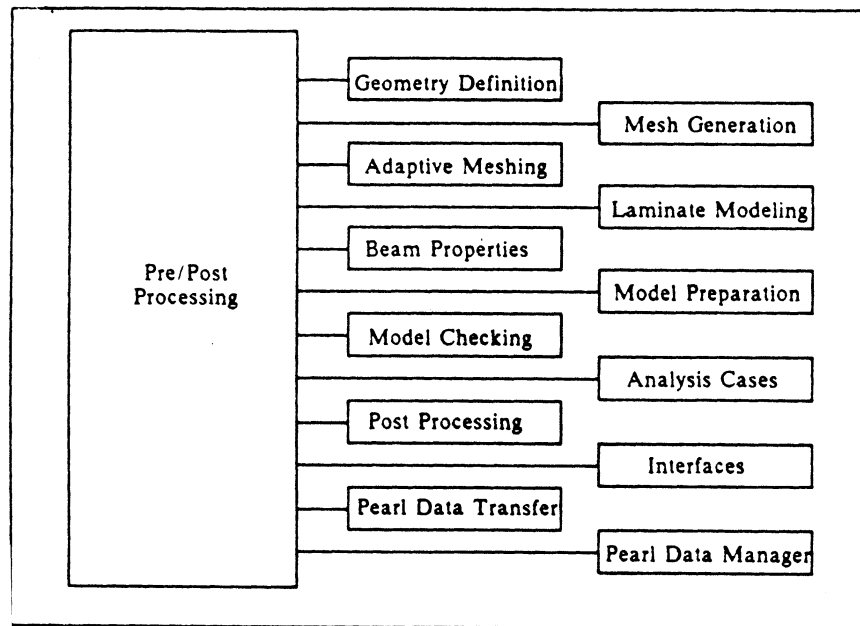 Geometry Definition
Mesh Generation
Adaptive Meshing
Laminate Modeling
Beam Properties
Pre/Post
Processing
Model Preparation
Model Checking
Analysis Cases
Post Processing
Interfaces
Pearl Data Transfer
Pearl Data Manager